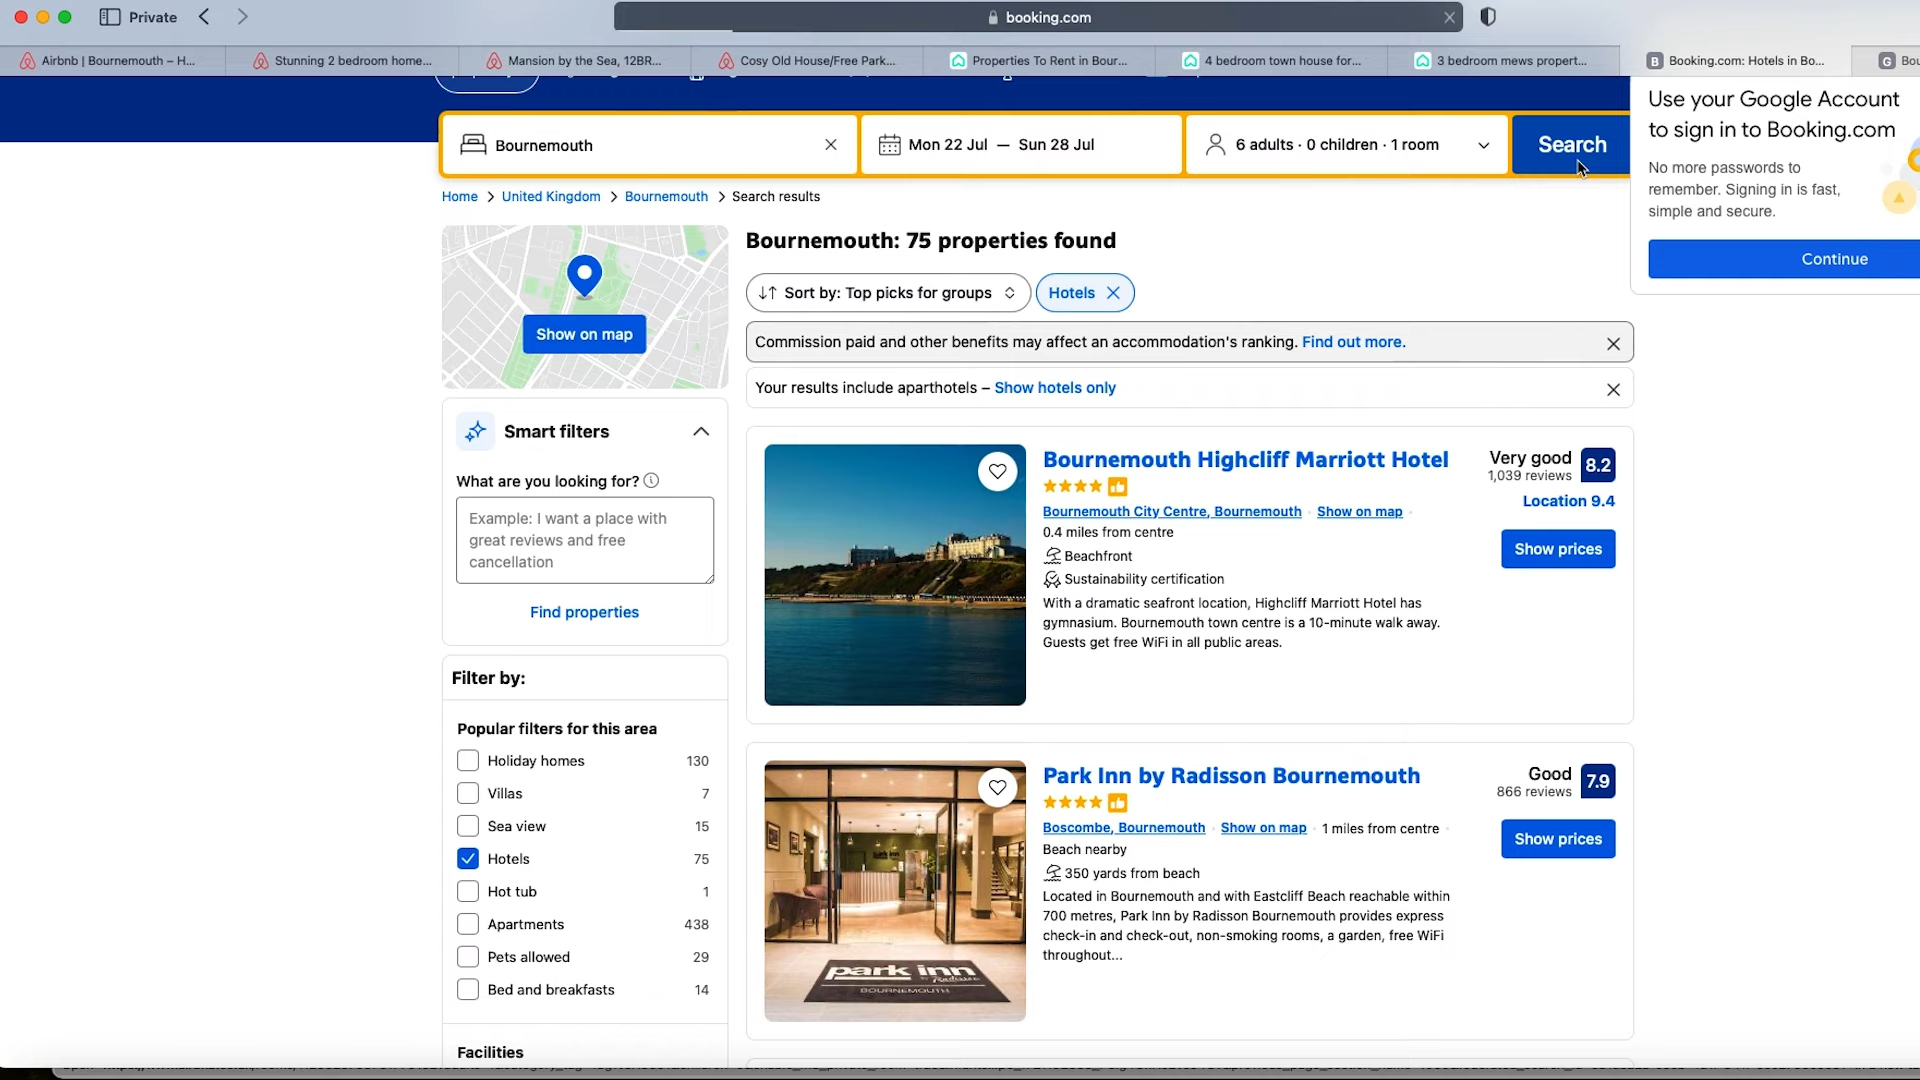 Private
booking.com
Airbnb | Bournemouth – H...
Stunning 2 bedroom home...
Mansion by the Sea, 12BR...
Cosy Old House/Free Park...
Properties To Rent in Bour...
4 bedroom town house for...
3 bedroom mews propert...
B Booking.com: Hotels in Bo...
G Bou
Bournemouth
Mon 22 Jul — Sun 28 Jul
6 adults · 0 children · 1 room
Search
Use your Google Account
to sign in to Booking.com
No more passwords to
remember. Signing in is fast,
simple and secure.
Continue
Home > United Kingdom > Bournemouth > Search results
Show on map
Bournemouth: 75 properties found
Sort by: Top picks for groups
Hotels
Commission paid and other benefits may affect an accommodation's ranking. Find out more.
Your results include aparthotels – Show hotels only
Smart filters
What are you looking for?
Example: I want a place with
great reviews and free
cancellation
Find properties
Filter by:
Popular filters for this area
Holiday homes 130
Villas 7
Sea view 15
Hotels 75
Hot tub 1
Apartments 438
Pets allowed 29
Bed and breakfasts 14
Facilities
Bournemouth Highcliff Marriott Hotel
Very good 8.2
1,039 reviews
Location 9.4
Bournemouth City Centre, Bournemouth · Show on map ·
0.4 miles from centre
Beachfront
Sustainability certification
With a dramatic seafront location, Highcliff Marriott Hotel has
gymnasium. Bournemouth town centre is a 10-minute walk away.
Guests get free WiFi in all public areas.
Show prices
Park Inn by Radisson Bournemouth
Good 7.9
866 reviews
Boscombe, Bournemouth · Show on map · 1 miles from centre ·
Beach nearby
350 yards from beach
Located in Bournemouth and with Eastcliff Beach reachable within
700 metres, Park Inn by Radisson Bournemouth provides express
check-in and check-out, non-smoking rooms, a garden, free WiFi
throughout...
Show prices
park inn
by Radisson
BOURNEMOUTH